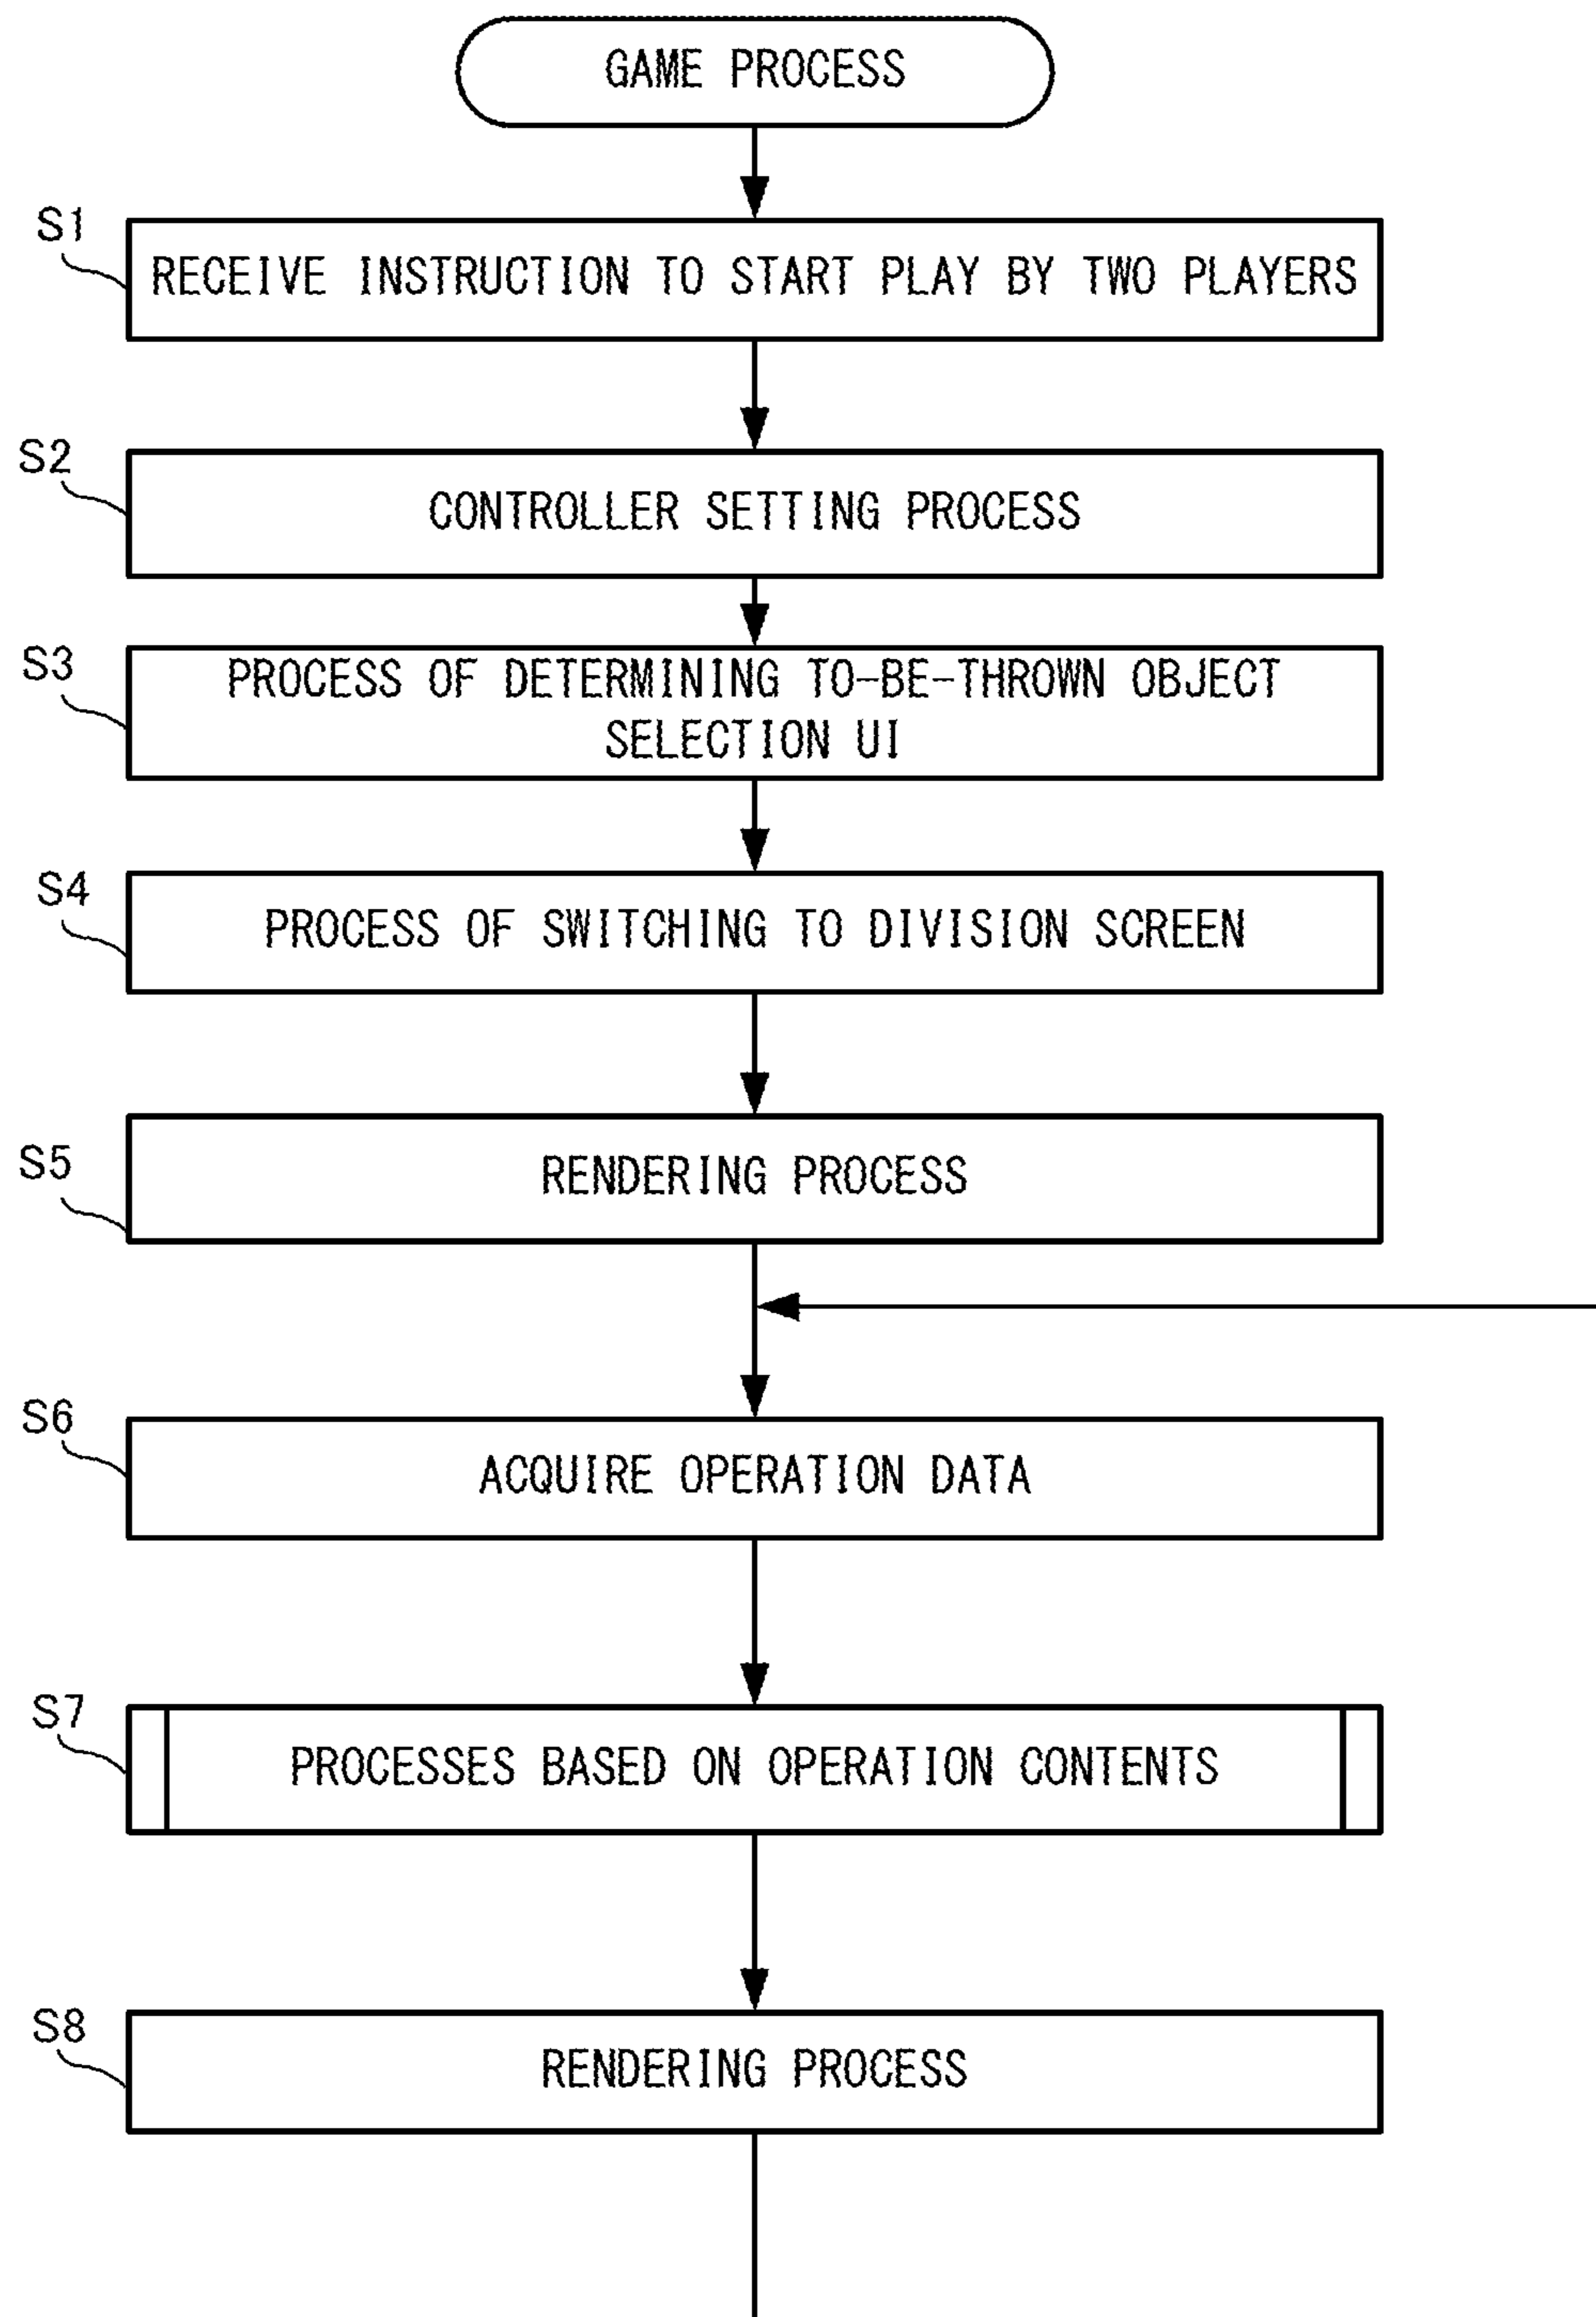 GAME PROCESS
S1
RECEIVE INSTRUCTION TO START PLAY BY TWO PLAYERS
S2
CONTROLLER SETTING PROCESS
S3
PROCESS OF DETERMINING TO-BE-THROWN OBJECT
SELECTION UI
S4
PROCESS OF SWITCHING TO DIVISION SCREEN
S5
RENDERING PROCESS
S6
ACQUIRE OPERATION DATA
S7
PROCESSES BASED ON OPERATION CONTENTS
S8
RENDERING PROCESS